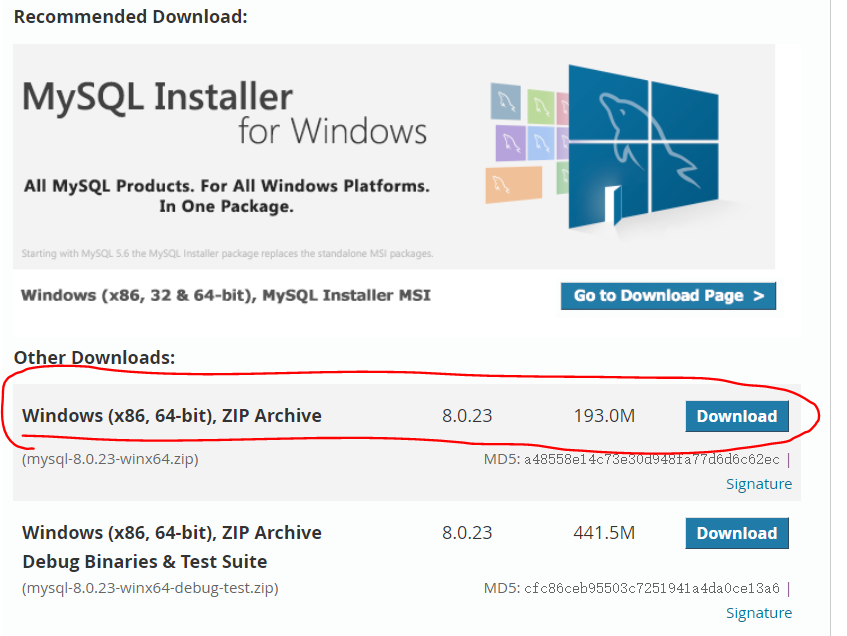 Recommended Download:
MySQL Installer
for Windows
All MySQL Products. For All Windows Platforms.
In One Package.
Starting with MySQL 5.6 the MySQL Installer package replaces the standalone MSI packages.
Windows (x86, 32 & 64-bit), MySQL Installer MSI Go to Download Page >
Other Downloads:
Windows (x86, 64-bit), ZIP Archive 8.0.23 193.0M Download
(mysql-8.0.23-winx64.zip) MD5: a48558e14c73e30d948fa77d6d6c62ec |
Signature
Windows (x86, 64-bit), ZIP Archive 8.0.23 441.5M Download
Debug Binaries & Test Suite
(mysql-8.0.23-winx64-debug-test.zip) MD5: cfc86ceb95503c7251941a4da0ce13a6 |
Signature